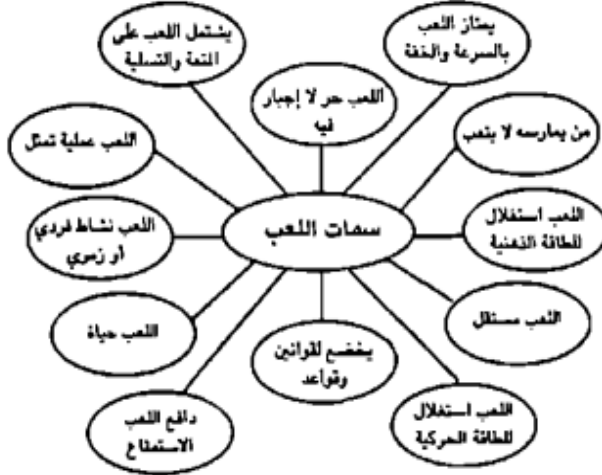 يشتمل اللعب على
المتعة والتسلية
يمتاز اللعب
بالسرعة والخفة
اللعب حر لا إجبار
فيه
من يمارسه لا يتعب
اللعب عملية تمثل
سمات اللعب
اللعب استغلال
للطاقة الذهنية
اللعب نشاط فردي
أو زمري
اللعب مستقل
اللعب حياة
يخضع لقوانين
وقواعد
اللعب استغلال
للطاقة الحركية
دافع اللعب
الاستمتاع